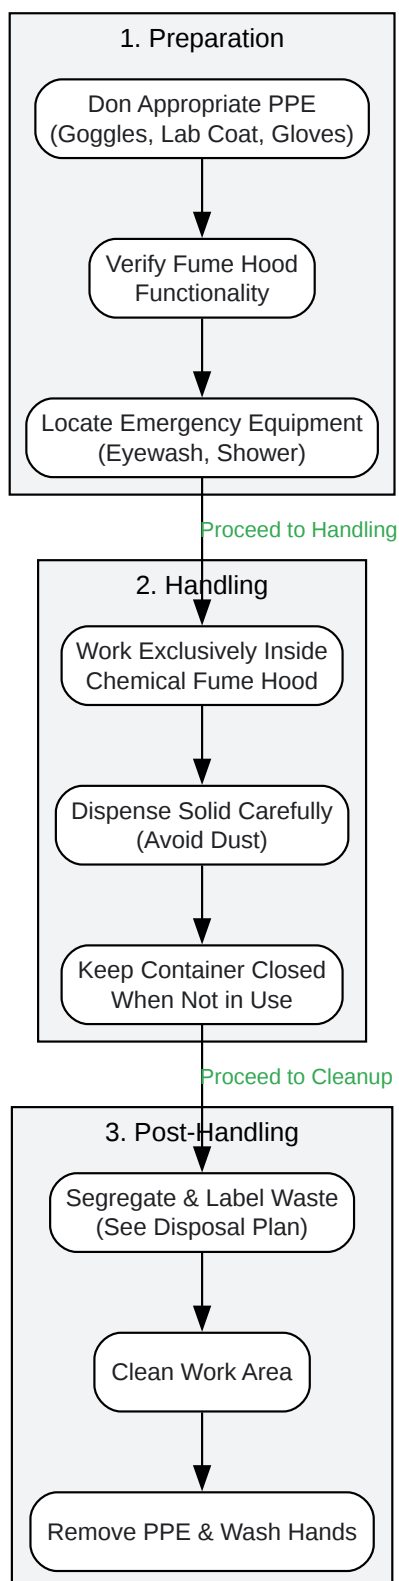 1. Preparation
Don Appropriate PPE
(Goggles, Lab Coat, Gloves)
Verify Fume Hood
Functionality
Locate Emergency Equipment
(Eyewash, Shower)
Proceed to Handling
2. Handling
Work Exclusively Inside
Chemical Fume Hood
Dispense Solid Carefully
(Avoid Dust)
Keep Container Closed
When Not in Use
Proceed to Cleanup
3. Post-Handling
Segregate & Label Waste
(See Disposal Plan)
Clean Work Area
Remove PPE & Wash Hands